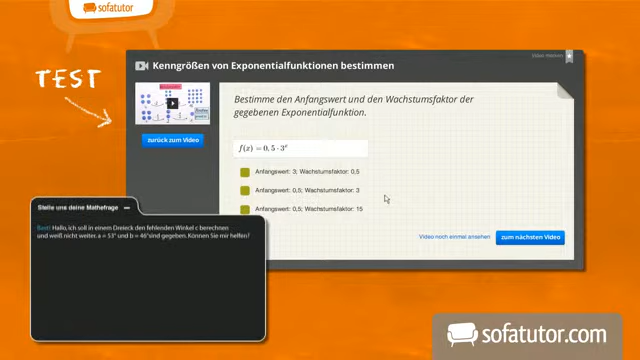 sofatutor
TEST
Kenngrößen von Exponentialfunktionen bestimmen
Bestimme den Anfangswert und den Wachstumsfaktor der
gegebenen Exponentialfunktion.
zurück zum Video
f(x) = 0,5 · 3ˣ
Anfangswert: 3; Wachstumsfaktor: 0,5
Anfangswert: 0,5; Wachstumsfaktor: 3
Anfangswert: 0,5; Wachstumsfaktor: 15
Video noch einmal ansehen
zum nächsten Video
Stelle uns deine Mathefrage
Hallo, ich soll in einem Dreieck den fehlenden Winkel c berechnen
und weiß nicht weiter. a = 53° und b = 46° sind gegeben. Können Sie mir helfen?
sofatutor.com